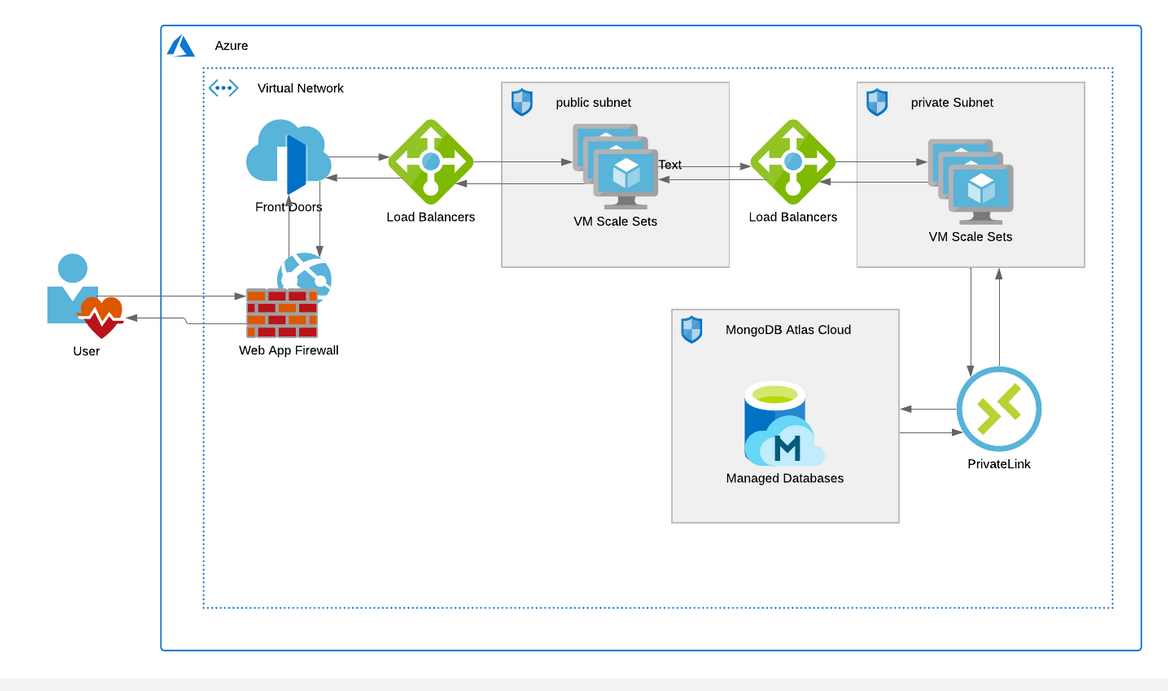 Azure
Virtual Network
public subnet
private Subnet
Text
Front Doors
Load Balancers
VM Scale Sets
Load Balancers
VM Scale Sets
User
Web App Firewall
MongoDB Atlas Cloud
M
Managed Databases
PrivateLink